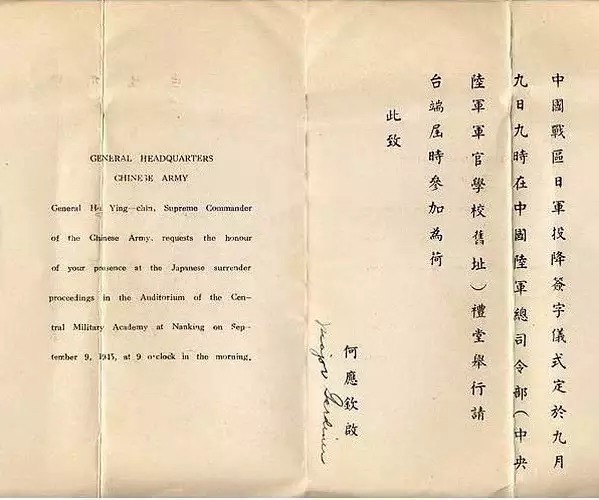 GENERAL HEADQUARTERS
CHINESE ARMY
General Ho Ying—chin, Supreme Commander
of the Chinese Army, requests the honour
of your presence at the Japanese surrender
proceedings in the Auditorium of the Cen—
tral Military Academy at Nanking on Sep—
tember 9, 1945, at 9 o'clock in the morning.
中國戰區日軍投降簽字儀式定於九月
九日九時在中國陸軍總司令部(中央
陸軍軍官學校舊址)禮堂舉行請
台端屆時參加為荷
此致
何應欽啟
Major Gardiner